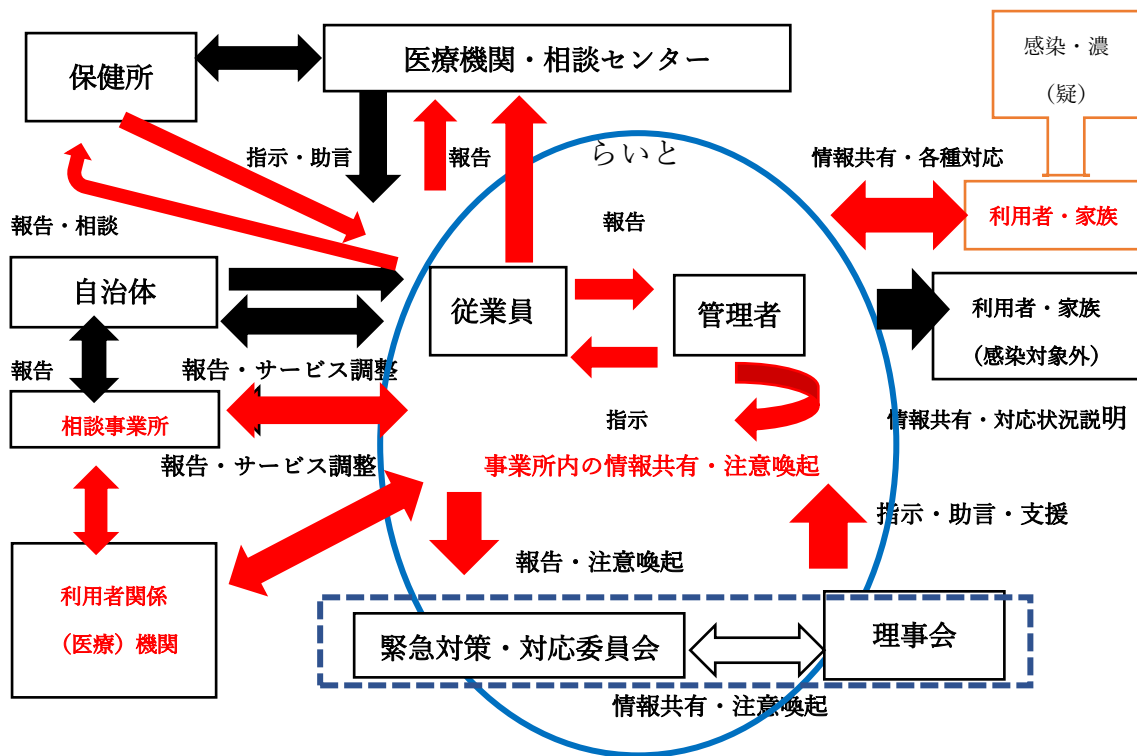 医療機関・相談センター
保健所
感染・濃
（疑）
指示・助言
報告
らいと
情報共有・各種対応
報告・相談
報告
利用者・家族
自治体
従業員
管理者
利用者・家族
（感染対象外）
報告
報告・サービス調整
相談事業所
指示
情報共有・対応状況説明
報告・サービス調整
事業所内の情報共有・注意喚起
指示・助言・支援
報告・注意喚起
利用者関係
（医療）機関
緊急対策・対応委員会
理事会
情報共有・注意喚起